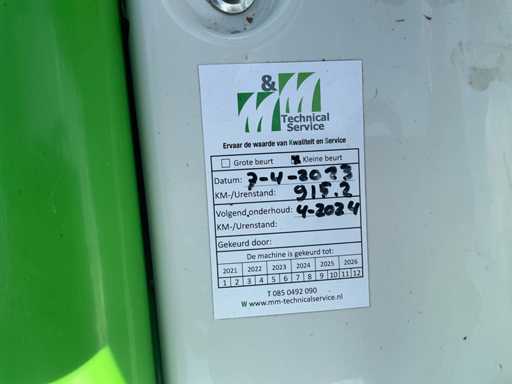 M&M
Technical
Service
Ervaar de waarde van Kwaliteit en Service
Grote beurt Kleine beurt
Datum: 7-4-2023
KM-/Urenstand: 915.2
Volgend onderhoud: 4-2024
KM-/Urenstand:
Gekeurd door:
De machine is gekeurd tot:
2021 2022 2023 2024 2025 2026
1 2 3 4 5 6 7 8 9 10 11 12
T 085 0492 090
W www.mm-technicalservice.nl